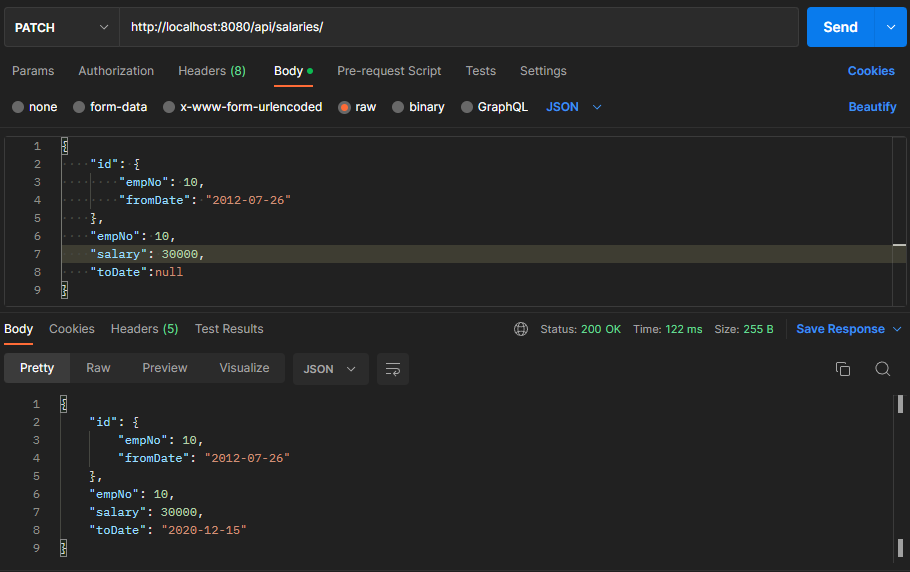 PATCH http://localhost:8080/api/salaries/ Send
Params Authorization Headers (8) Body Pre-request Script Tests Settings Cookies
none form-data x-www-form-urlencoded raw binary GraphQL JSON Beautify
1 {
2 "id": {
3 "empNo": 10,
4 "fromDate": "2012-07-26"
5 },
6 "empNo": 10,
7 "salary": 30000,
8 "toDate":null
9 }
Body Cookies Headers (5) Test Results Status: 200 OK Time: 122 ms Size: 255 B Save Response
Pretty Raw Preview Visualize JSON
1 {
2 "id": {
3 "empNo": 10,
4 "fromDate": "2012-07-26"
5 },
6 "empNo": 10,
7 "salary": 30000,
8 "toDate": "2020-12-15"
9 }